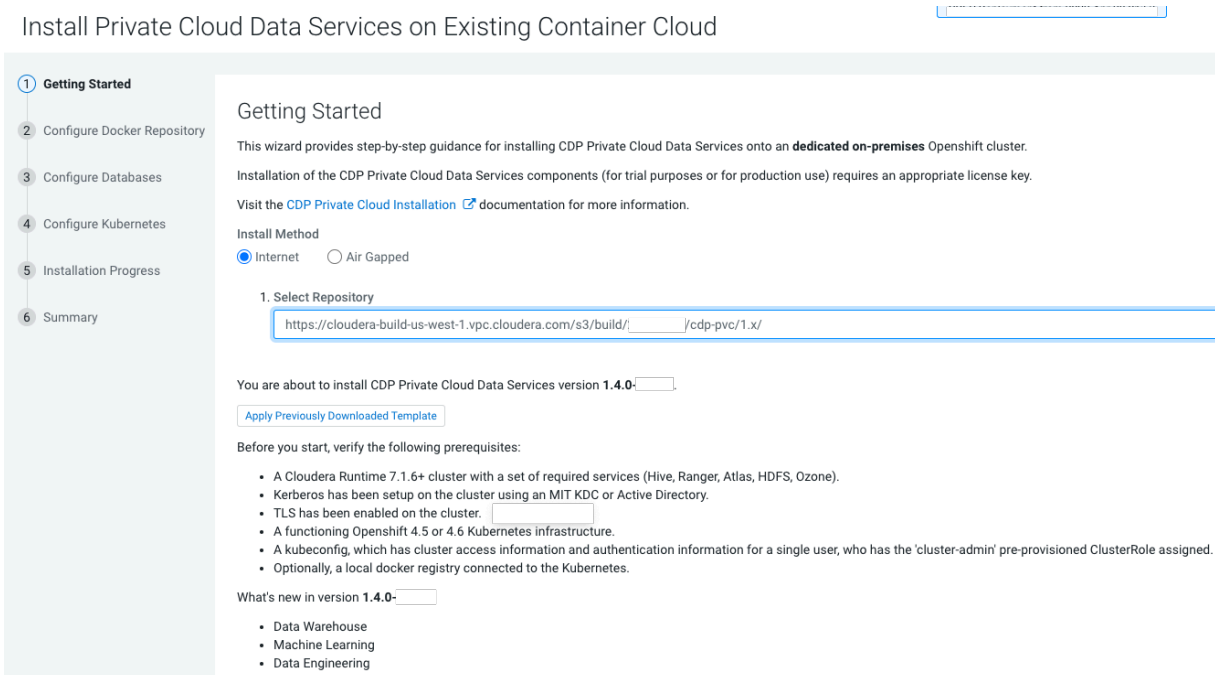 Install Private Cloud Data Services on Existing Container Cloud
1 Getting Started
2 Configure Docker Repository
3 Configure Databases
4 Configure Kubernetes
5 Installation Progress
6 Summary
Getting Started
This wizard provides step-by-step guidance for installing CDP Private Cloud Data Services onto an dedicated on-premises Openshift cluster.
Installation of the CDP Private Cloud Data Services components (for trial purposes or for production use) requires an appropriate license key.
Visit the CDP Private Cloud Installation documentation for more information.
Install Method
Internet Air Gapped
1. Select Repository
https://cloudera-build-us-west-1.vpc.cloudera.com/s3/build/ /cdp-pvc/1.x/
You are about to install CDP Private Cloud Data Services version 1.4.0- .
Apply Previously Downloaded Template
Before you start, verify the following prerequisites:
• A Cloudera Runtime 7.1.6+ cluster with a set of required services (Hive, Ranger, Atlas, HDFS, Ozone).
• Kerberos has been setup on the cluster using an MIT KDC or Active Directory.
• TLS has been enabled on the cluster.
• A functioning Openshift 4.5 or 4.6 Kubernetes infrastructure.
• A kubeconfig, which has cluster access information and authentication information for a single user, who has the 'cluster-admin' pre-provisioned ClusterRole assigned.
• Optionally, a local docker registry connected to the Kubernetes.
What's new in version 1.4.0-
• Data Warehouse
• Machine Learning
• Data Engineering